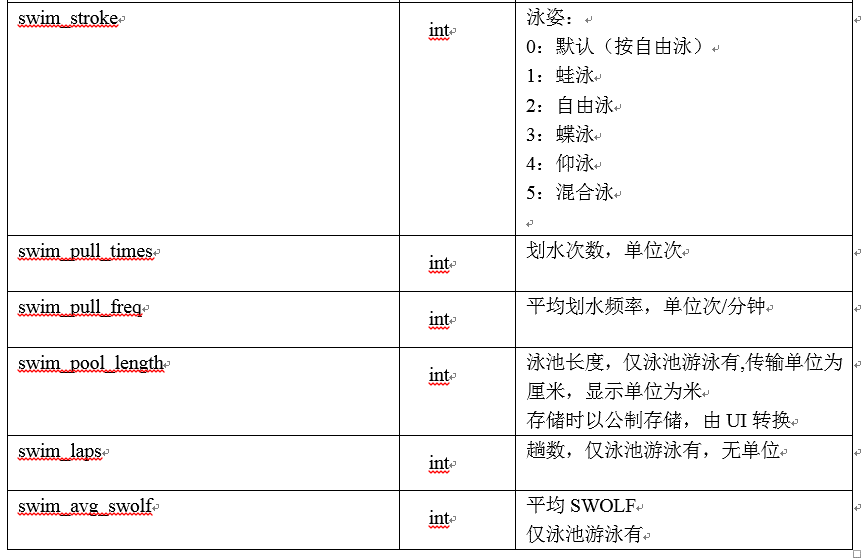 swim_stroke
int
泳姿：
0：默认（按自由泳）
1：蛙泳
2：自由泳
3：蝶泳
4：仰泳
5：混合泳
swim_pull_times
int
划水次数，单位次
swim_pull_freq
int
平均划水频率，单位次/分钟
swim_pool_length
int
泳池长度，仅泳池游泳有,传输单位为
厘米，显示单位为米
存储时以公制存储，由 UI 转换
swim_laps
int
趟数，仅泳池游泳有，无单位
swim_avg_swolf
int
平均 SWOLF
仅泳池游泳有